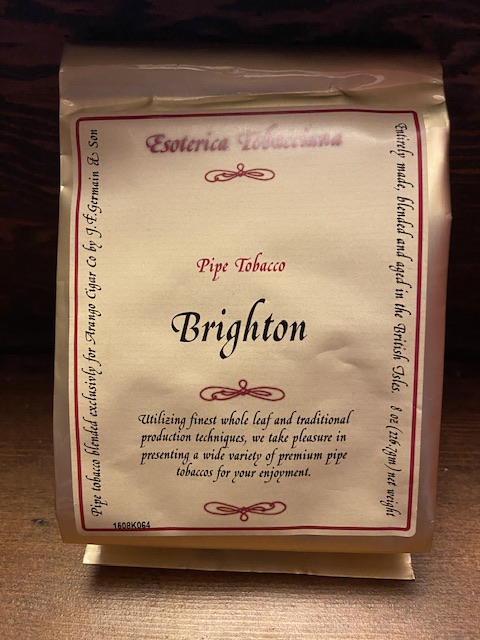 Esoterica Tobacciana
Pipe Tobacco
Brighton
Utilizing finest whole leaf and traditional
production techniques, we take pleasure in
presenting a wide variety of premium pipe
tobaccos for your enjoyment.
Pipe tobacco blended exclusivly for Arango Cigar Co by J.F.Germain & Son
Entirely made, blended and aged in the British Isles. 8 oz (226,7gm) net weight
1608K064